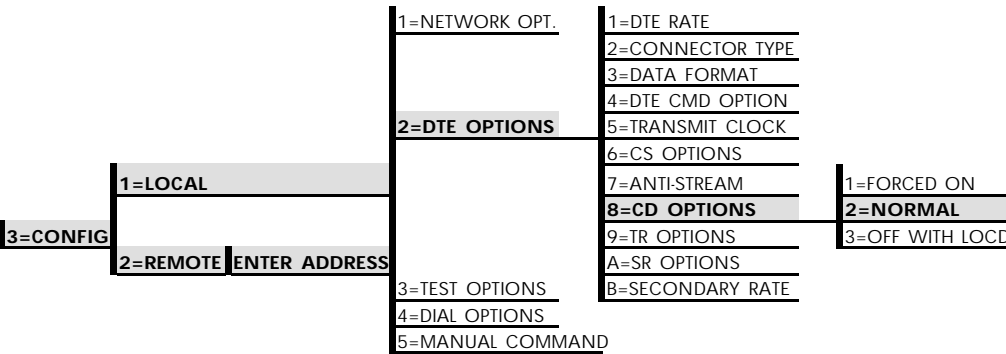 3=CONFIG
1=LOCAL
2=REMOTE
ENTER ADDRESS
1=NETWORK OPT.
2=DTE OPTIONS
3=TEST OPTIONS
4=DIAL OPTIONS
5=MANUAL COMMAND
1=DTE RATE
2=CONNECTOR TYPE
3=DATA FORMAT
4=DTE CMD OPTION
5=TRANSMIT CLOCK
6=CS OPTIONS
7=ANTI-STREAM
8=CD OPTIONS
9=TR OPTIONS
A=SR OPTIONS
B=SECONDARY RATE
1=FORCED ON
2=NORMAL
3=OFF WITH LOCD